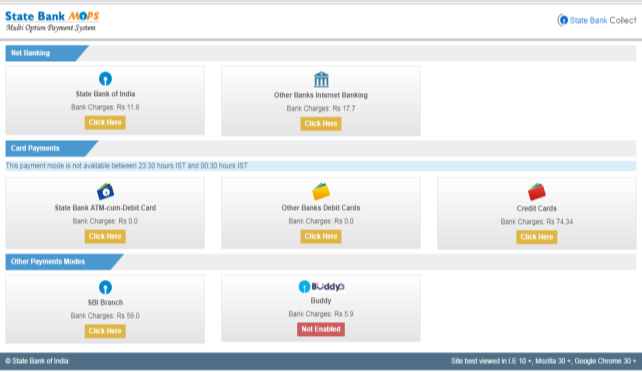 State Bank MOPS
Multi Option Payment System
State Bank Collect
Net Banking
State Bank of India
Bank Charges: Rs 11.8
Click Here
Other Banks Internet Banking
Bank Charges: Rs 17.7
Click Here
Card Payments
This payment mode is not available between 23:30 hours IST and 00:30 hours IST
State Bank ATM-cum-Debit Card
Bank Charges: Rs 0.0
Click Here
Other Banks Debit Cards
Bank Charges: Rs 0.0
Click Here
Credit Cards
Bank Charges: Rs 74.34
Click Here
Other Payments Modes
SBI Branch
Bank Charges: Rs 59.0
Click Here
Buddy
Buddy
Bank Charges: Rs 5.9
Not Enabled
© State Bank of India
Site best viewed in I.E 10 +, Mozilla 30 +, Google Chrome 30 +